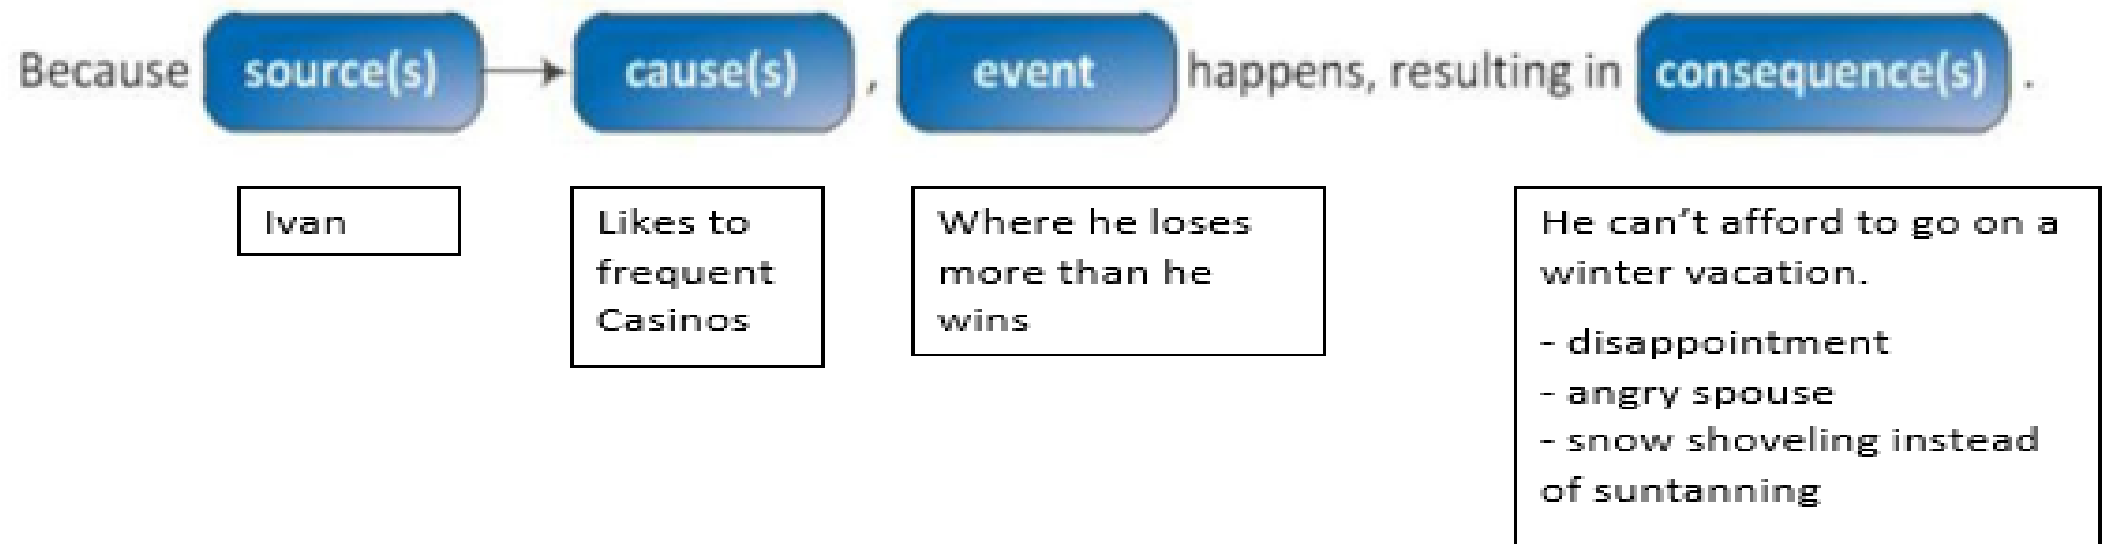 Because source(s) cause(s) , event happens, resulting in consequence(s) .
Ivan
Likes to
frequent
Casinos
Where he loses
more than he
wins
He can't afford to go on a
winter vacation.
- disappointment
- angry spouse
- snow shoveling instead
of suntanning